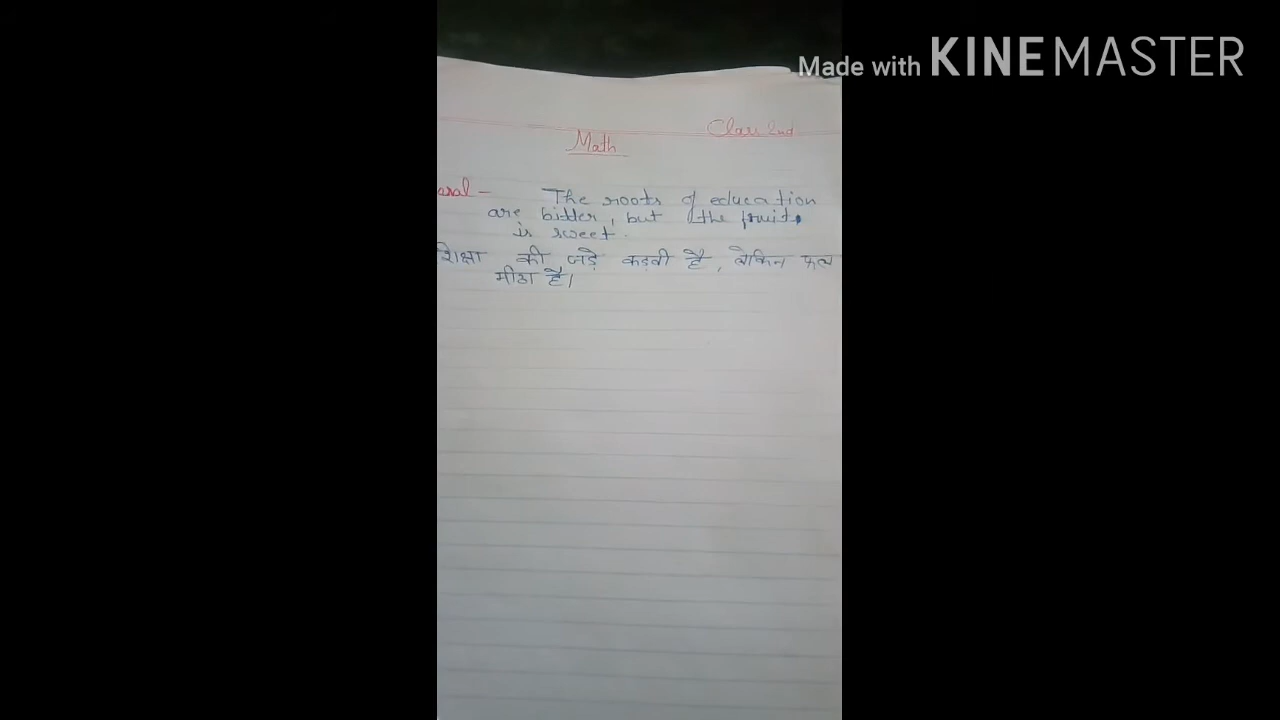 Made with KINEMASTER
Class 2nd
Math
The roots of education
are bitter, but the fruit
is sweet.
शिक्षा की जड़े कड़वी है, लेकिन फल
मीठा है।